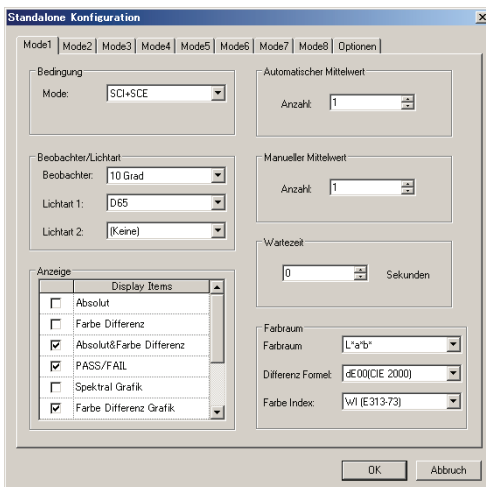 Standalone Konfiguration
Mode1 Mode2 Mode3 Mode4 Mode5 Mode6 Mode7 Mode8 Optionen
Bedingung
Mode: SCI+SCE
Beobachter/Lichtart
Beobachter: 10 Grad
Lichtart 1: D65
Lichtart 2: (Keine)
Anzeige
Display Items
Absolut
Farbe Differenz
Absolut&Farbe Differenz
PASS/FAIL
Spektral Grafik
Farbe Differenz Grafik
Automatischer Mittelwert
Anzahl: 1
Manueller Mittelwert
Anzahl: 1
Wartezeit
0 Sekunden
Farbraum
Farbraum L*a*b*
Differenz Formel: dE00(CIE 2000)
Farbe Index: WI (E313-73)
OK Abbruch